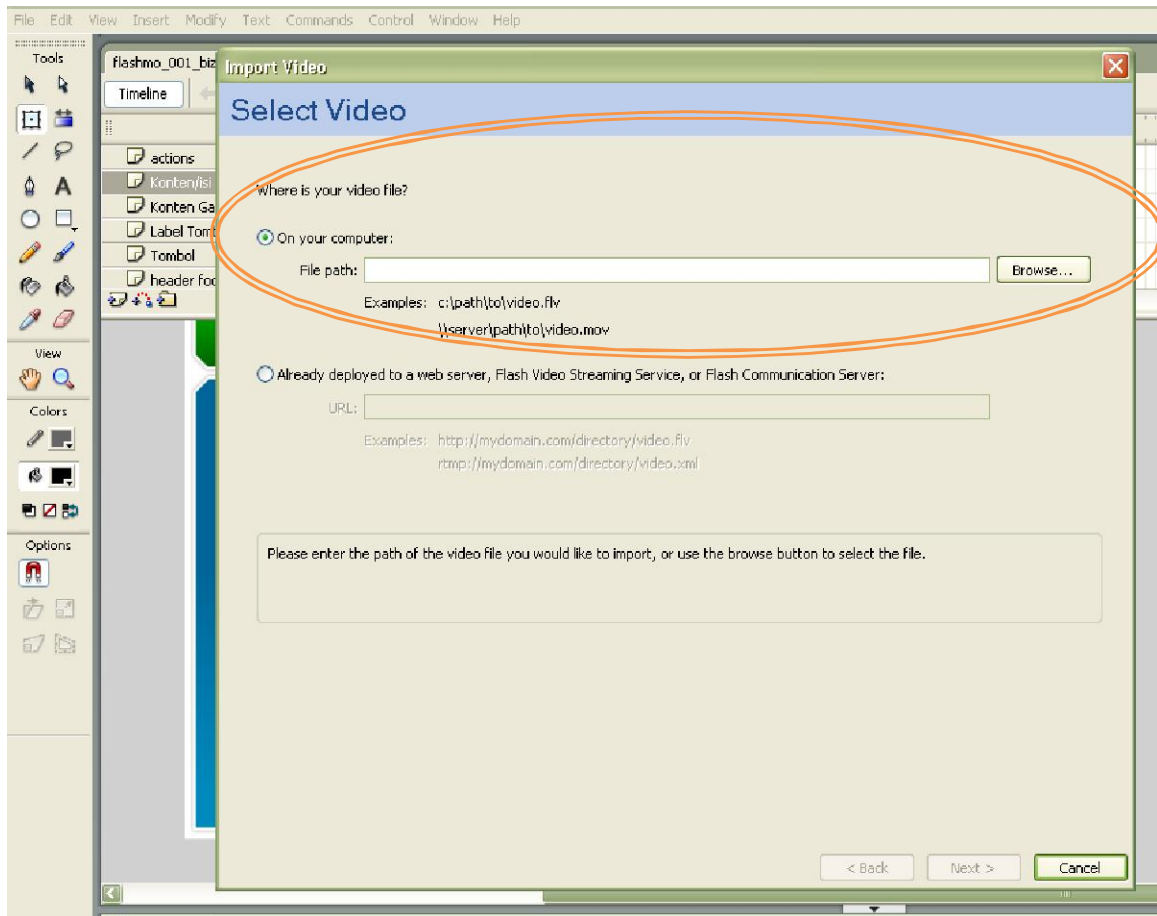 File Edit View Insert Modify Text Commands Control Window Help
Tools
flashmo_001_biz
Timeline
actions
Konten/isi
Konten Ga
Label Tomb
Tombol
header foo
View
Colors
Options
Import Video
Select Video
Where is your video file?
On your computer:
File path:
Browse...
Examples: c:\path\to\video.flv
\\server\path\to\video.mov
Already deployed to a web server, Flash Video Streaming Service, or Flash Communication Server:
URL:
Examples: http://mydomain.com/directory/video.flv
rtmp://mydomain.com/directory/video.xml
Please enter the path of the video file you would like to import, or use the browse button to select the file.
< Back Next > Cancel